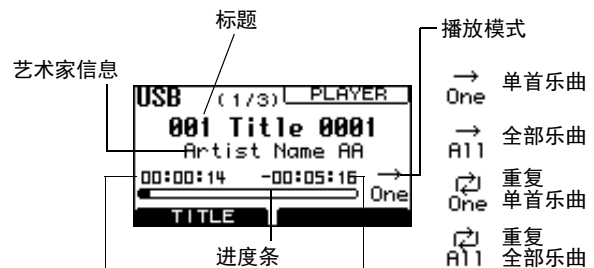 标题
播放模式
艺术家信息
USB (1/3) PLAYER
001 Title 0001
Artist Name AA
00:00:14 -00:05:16
→
One
TITLE
进度条
→
One 单首乐曲
→
All 全部乐曲
One 重复
单首乐曲
All 重复
全部乐曲